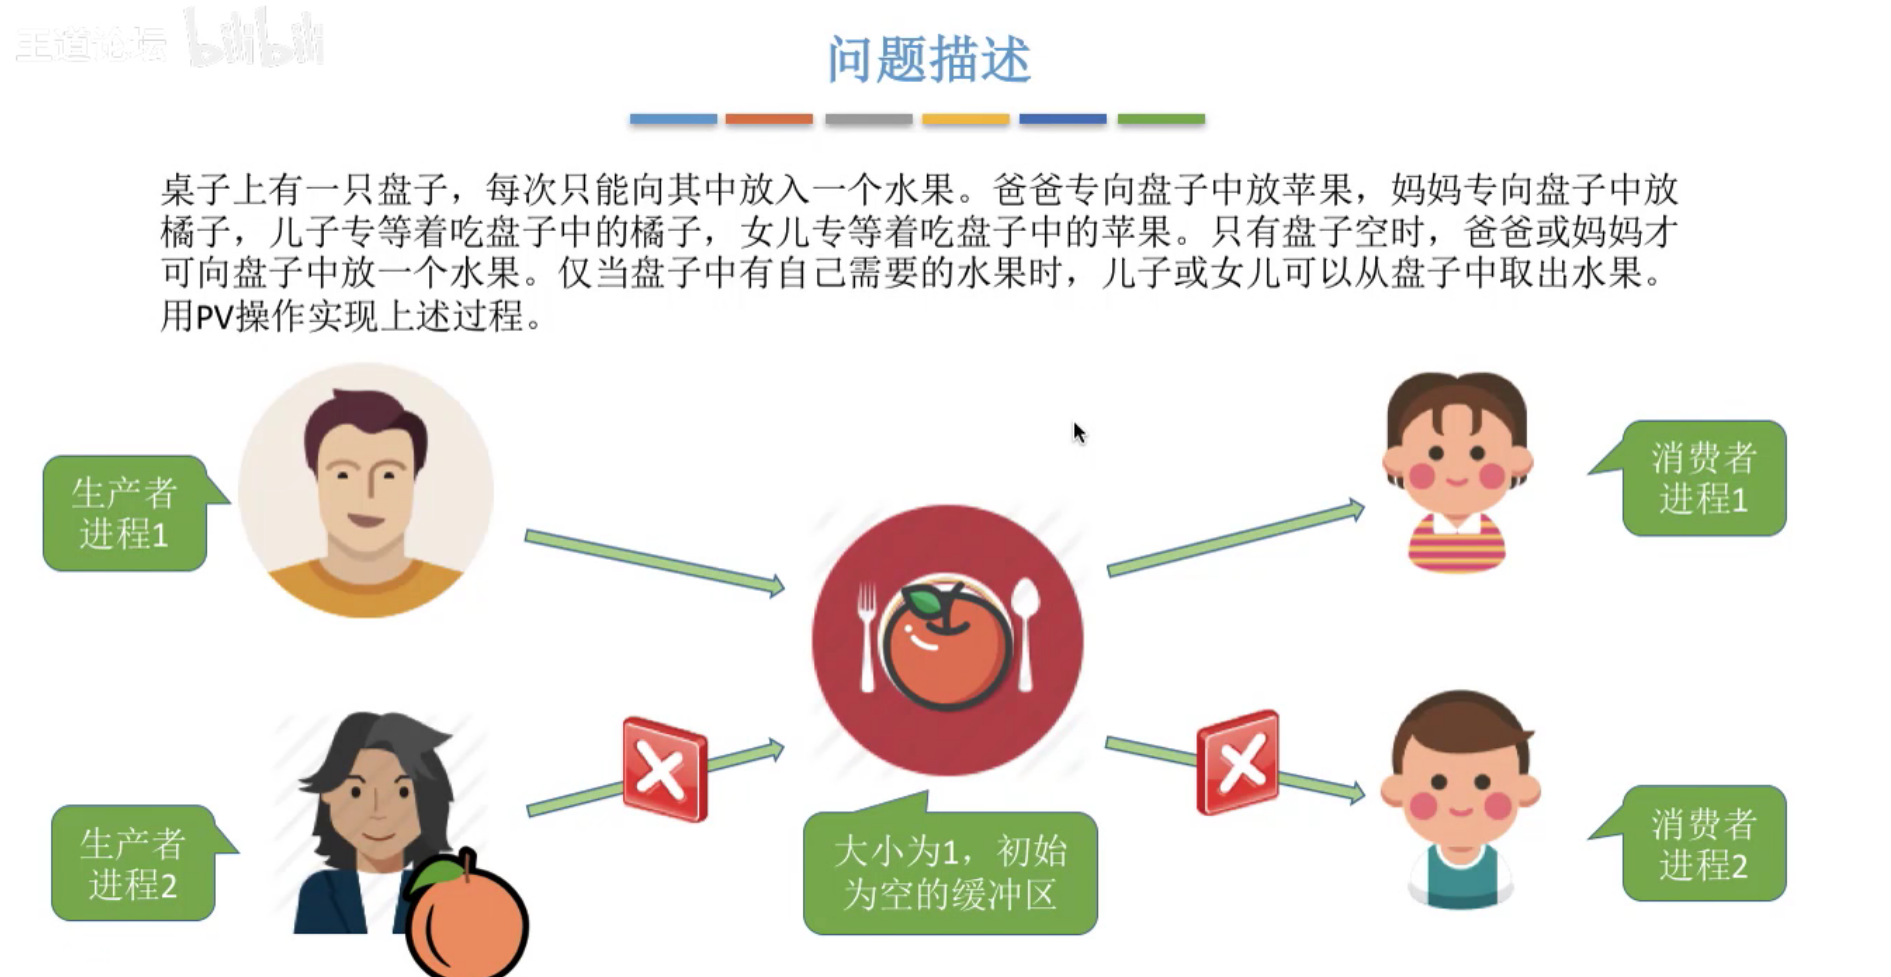 王道论坛 bilibili
问题描述
桌子上有一只盘子，每次只能向其中放入一个水果。爸爸专向盘子中放苹果，妈妈专向盘子中放
橘子，儿子专等着吃盘子中的橘子，女儿专等着吃盘子中的苹果。只有盘子空时，爸爸或妈妈才
可向盘子中放一个水果。仅当盘子中有自己需要的水果时，儿子或女儿可以从盘子中取出水果。
用PV操作实现上述过程。
生产者
进程1
消费者
进程1
生产者
进程2
大小为1，初始
为空的缓冲区
消费者
进程2